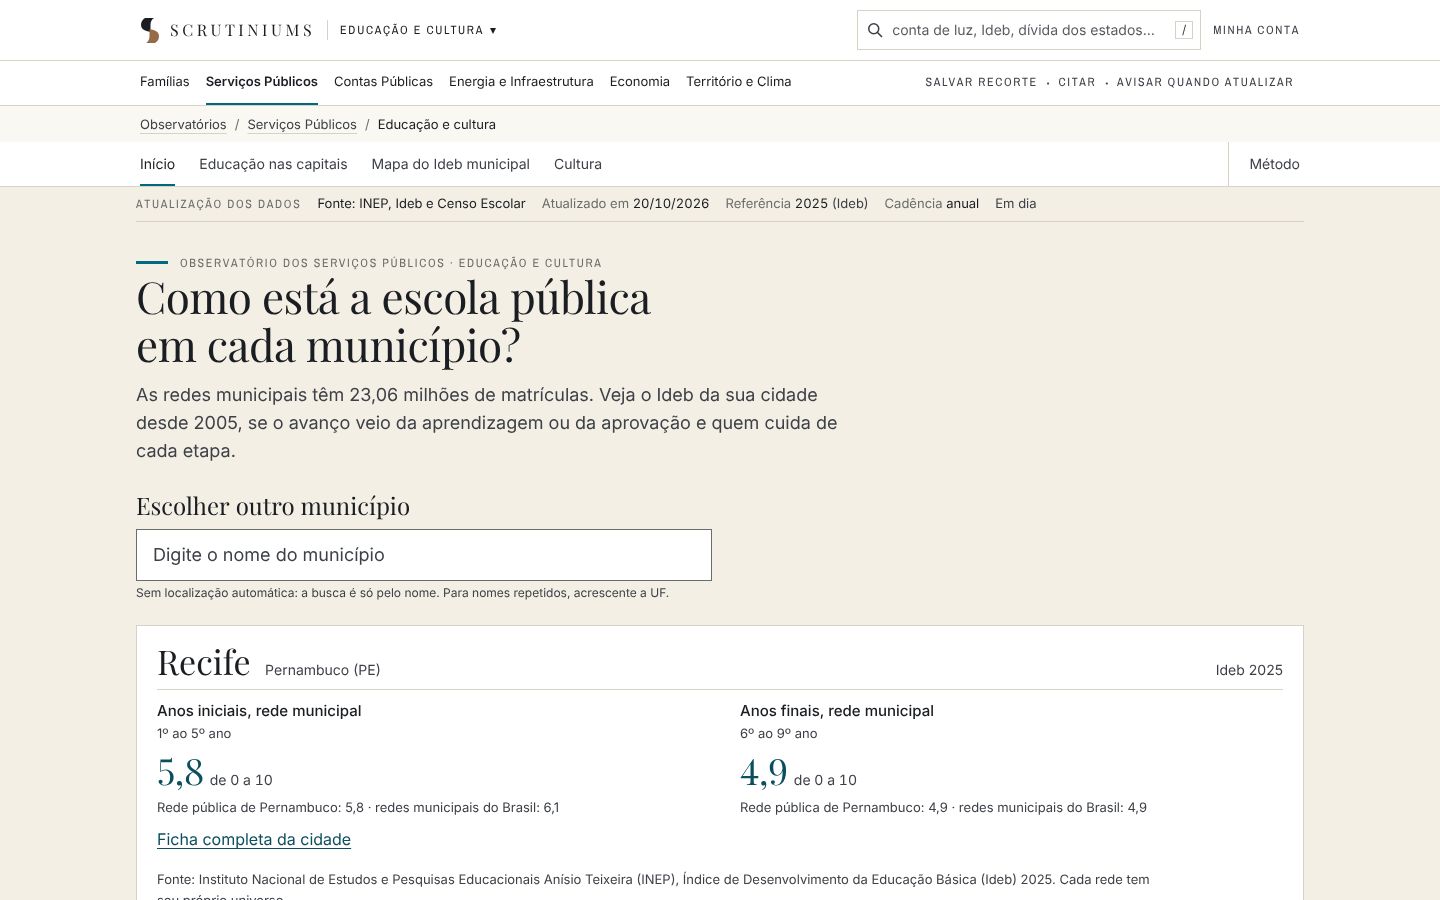 SCRUTINIUMS
EDUCAÇÃO E CULTURA ▾
conta de luz, Ideb, dívida dos estados...
/
MINHA CONTA
Famílias
Serviços Públicos
Contas Públicas
Energia e Infraestrutura
Economia
Território e Clima
SALVAR RECORTE • CITAR • AVISAR QUANDO ATUALIZAR
Observatórios / Serviços Públicos / Educação e cultura
Início
Educação nas capitais
Mapa do Ideb municipal
Cultura
Método
ATUALIZAÇÃO DOS DADOS Fonte: INEP, Ideb e Censo Escolar Atualizado em 20/10/2026 Referência 2025 (Ideb) Cadência anual Em dia
OBSERVATÓRIO DOS SERVIÇOS PÚBLICOS · EDUCAÇÃO E CULTURA
Como está a escola pública
em cada município?
As redes municipais têm 23,06 milhões de matrículas. Veja o Ideb da sua cidade
desde 2005, se o avanço veio da aprendizagem ou da aprovação e quem cuida de
cada etapa.
Escolher outro município
Digite o nome do município
Sem localização automática: a busca é só pelo nome. Para nomes repetidos, acrescente a UF.
Recife Pernambuco (PE)
Ideb 2025
Anos iniciais, rede municipal
1º ao 5º ano
5,8 de 0 a 10
Rede pública de Pernambuco: 5,8 · redes municipais do Brasil: 6,1
Anos finais, rede municipal
6º ao 9º ano
4,9 de 0 a 10
Rede pública de Pernambuco: 4,9 · redes municipais do Brasil: 4,9
Ficha completa da cidade
Fonte: Instituto Nacional de Estudos e Pesquisas Educacionais Anísio Teixeira (INEP), Índice de Desenvolvimento da Educação Básica (Ideb) 2025. Cada rede tem
seu próprio universo.